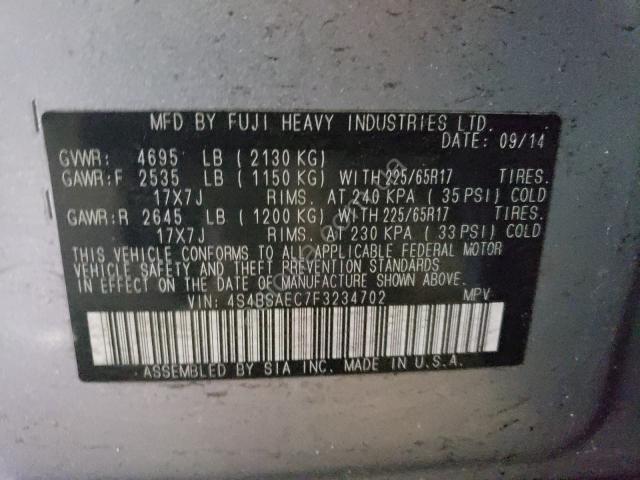 MFD BY FUJI HEAVY INDUSTRIES LTD.
DATE: 09/14
GVWR: 4695 LB ( 2130 KG)
GAWR:F 2535 LB ( 1150 KG) WITH 225/65R17 TIRES.
17X7J RIMS. AT 240 KPA ( 35 PSI) COLD
GAWR:R 2645 LB ( 1200 KG) WITH 225/65R17 TIRES.
17X7J RIMS. AT 230 KPA ( 33 PSI) COLD
THIS VEHICLE CONFORMS TO ALL APPLICABLE FEDERAL MOTOR
VEHICLE SAFETY AND THEFT PREVENTION STANDARDS
IN EFFECT ON THE DATE OF MANUFACTURE SHOWN ABOVE.
VIN: 4S4BSAEC7F3234702 MPV
ASSEMBLED BY SIA INC. MADE IN U.S.A.